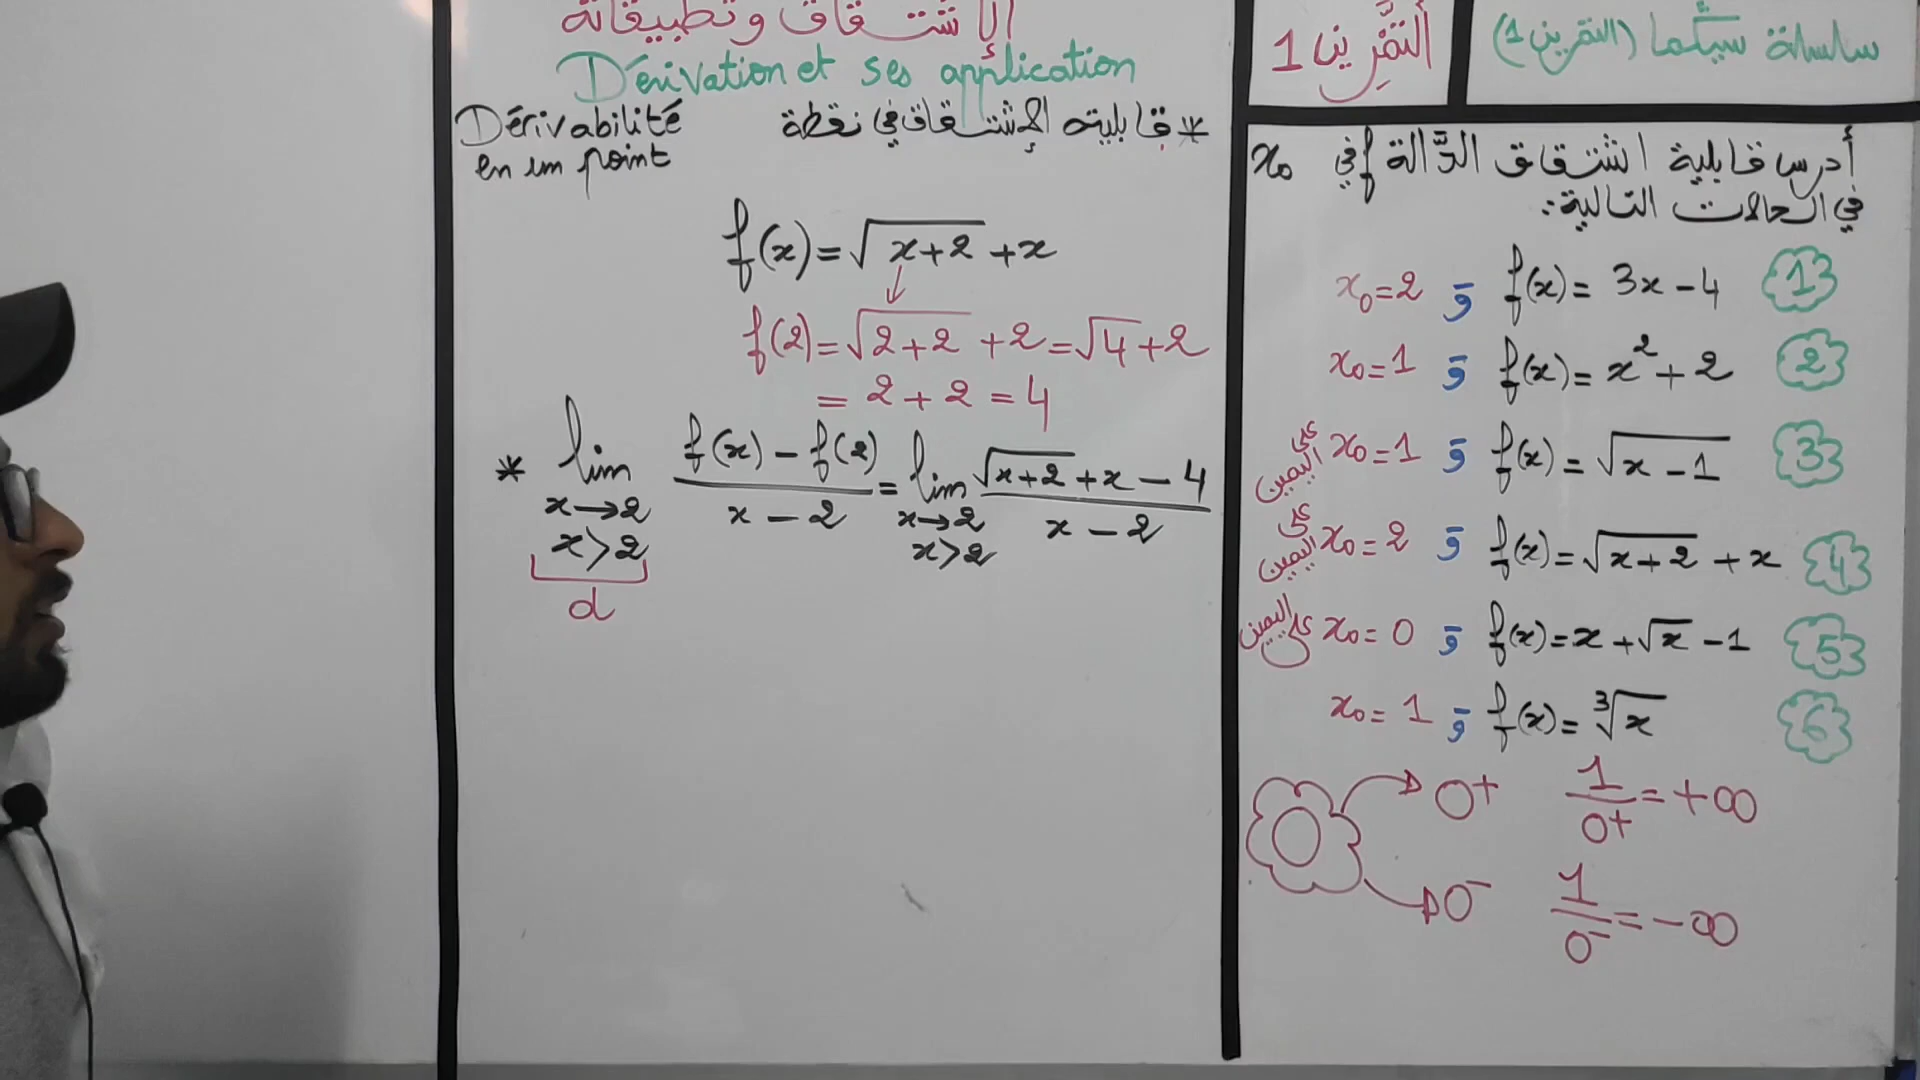 الاشتقاق وتطبيقاته
Dérivation et ses application
Dérivabilité
en un point
* قابلية الإشتقاق في نقطة
f(x) = √(x+2) + x
f(2) = √(2+2) + 2 = √4 + 2
= 2 + 2 = 4
* lim f(x) - f(2) / x - 2 = lim √(x+2) + x - 4 / x - 2
x→2 x→2
x>2 x>2
d
سلسلة سيگما (التمرين 1)
التمرين 1
أدرس قابلية اشتقاق الدالة f في x₀
في الحالات التالية:
1 f(x) = 3x - 4 و x₀ = 2
2 f(x) = x² + 2 و x₀ = 1
3 f(x) = √(x - 1) و x₀ = 1 على اليمين
4 f(x) = √(x+2) + x و x₀ = 2 على اليمين
5 f(x) = x + √x - 1 و x₀ = 0 على اليمين
6 f(x) = ³√x و x₀ = 1
0 → 0⁺ 1/0⁺ = +∞
→ 0⁻ 1/0⁻ = -∞